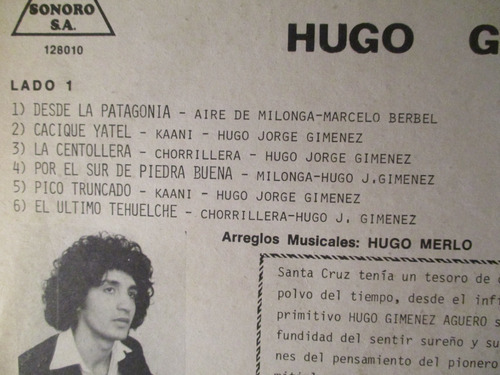 SONORO
S.A.
128010
HUGO G
LADO 1
1) DESDE LA PATAGONIA - AIRE DE MILONGA-MARCELO BERBEL
2) CACIQUE YATEL - KAANI - HUGO JORGE GIMENEZ
3) LA CENTOLLERA - CHORRILLERA - HUGO JORGE GIMENEZ
4) POR EL SUR DE PIEDRA BUENA - MILONGA-HUGO J.GIMENEZ
5) PICO TRUNCADO - KAANI - HUGO JORGE GIMENEZ
6) EL ULTIMO TEHUELCHE - CHORRILLERA-HUGO J. GIMENEZ
Arreglos Musicales: HUGO MERLO
Santa Cruz tenía un tesoro de
polvo del tiempo, desde el inf
primitivo HUGO GIMENEZ AGUERO s
fundidad del sentir sureño y su
nes del pensamiento del pionero